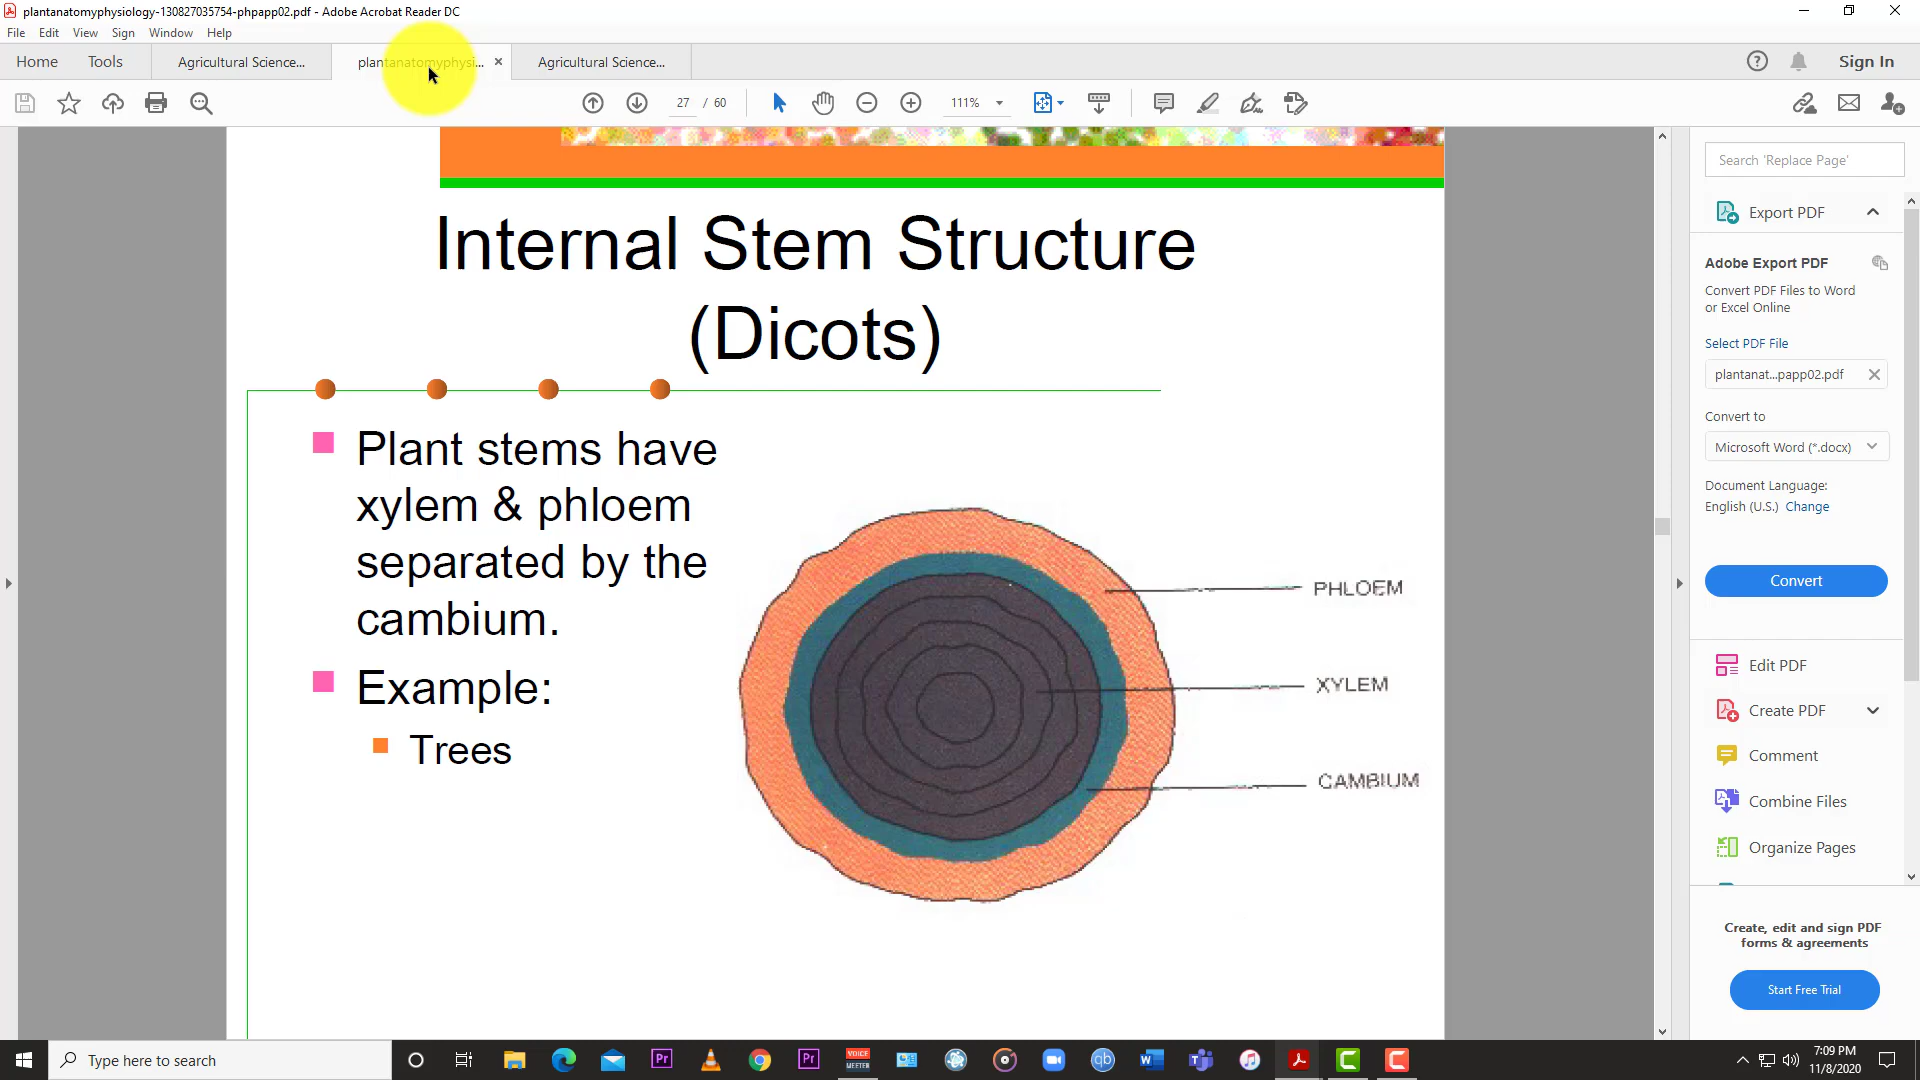 plantanatomyphysiology-130827035754-phpapp02.pdf - Adobe Acrobat Reader DC
File Edit View Sign Window Help
Home Tools Agricultural Science... plantanatomyphysi... × Agricultural Science... Sign In
27 / 60 111%
Search 'Replace Page'
Export PDF
Adobe Export PDF
Convert PDF Files to Word
or Excel Online
Select PDF File
plantanat...papp02.pdf
Convert to
Microsoft Word (*.docx)
Document Language:
English (U.S.) Change
Convert
Edit PDF
Create PDF
Comment
Combine Files
Organize Pages
Create, edit and sign PDF
forms & agreements
Start Free Trial
Internal Stem Structure
(Dicots)
Plant stems have
xylem & phloem
separated by the
cambium.
Example:
Trees
PHLOEM
XYLEM
CAMBIUM
Type here to search
Pr
Pr
VOICE
MEETER
qb
7:09 PM
11/8/2020